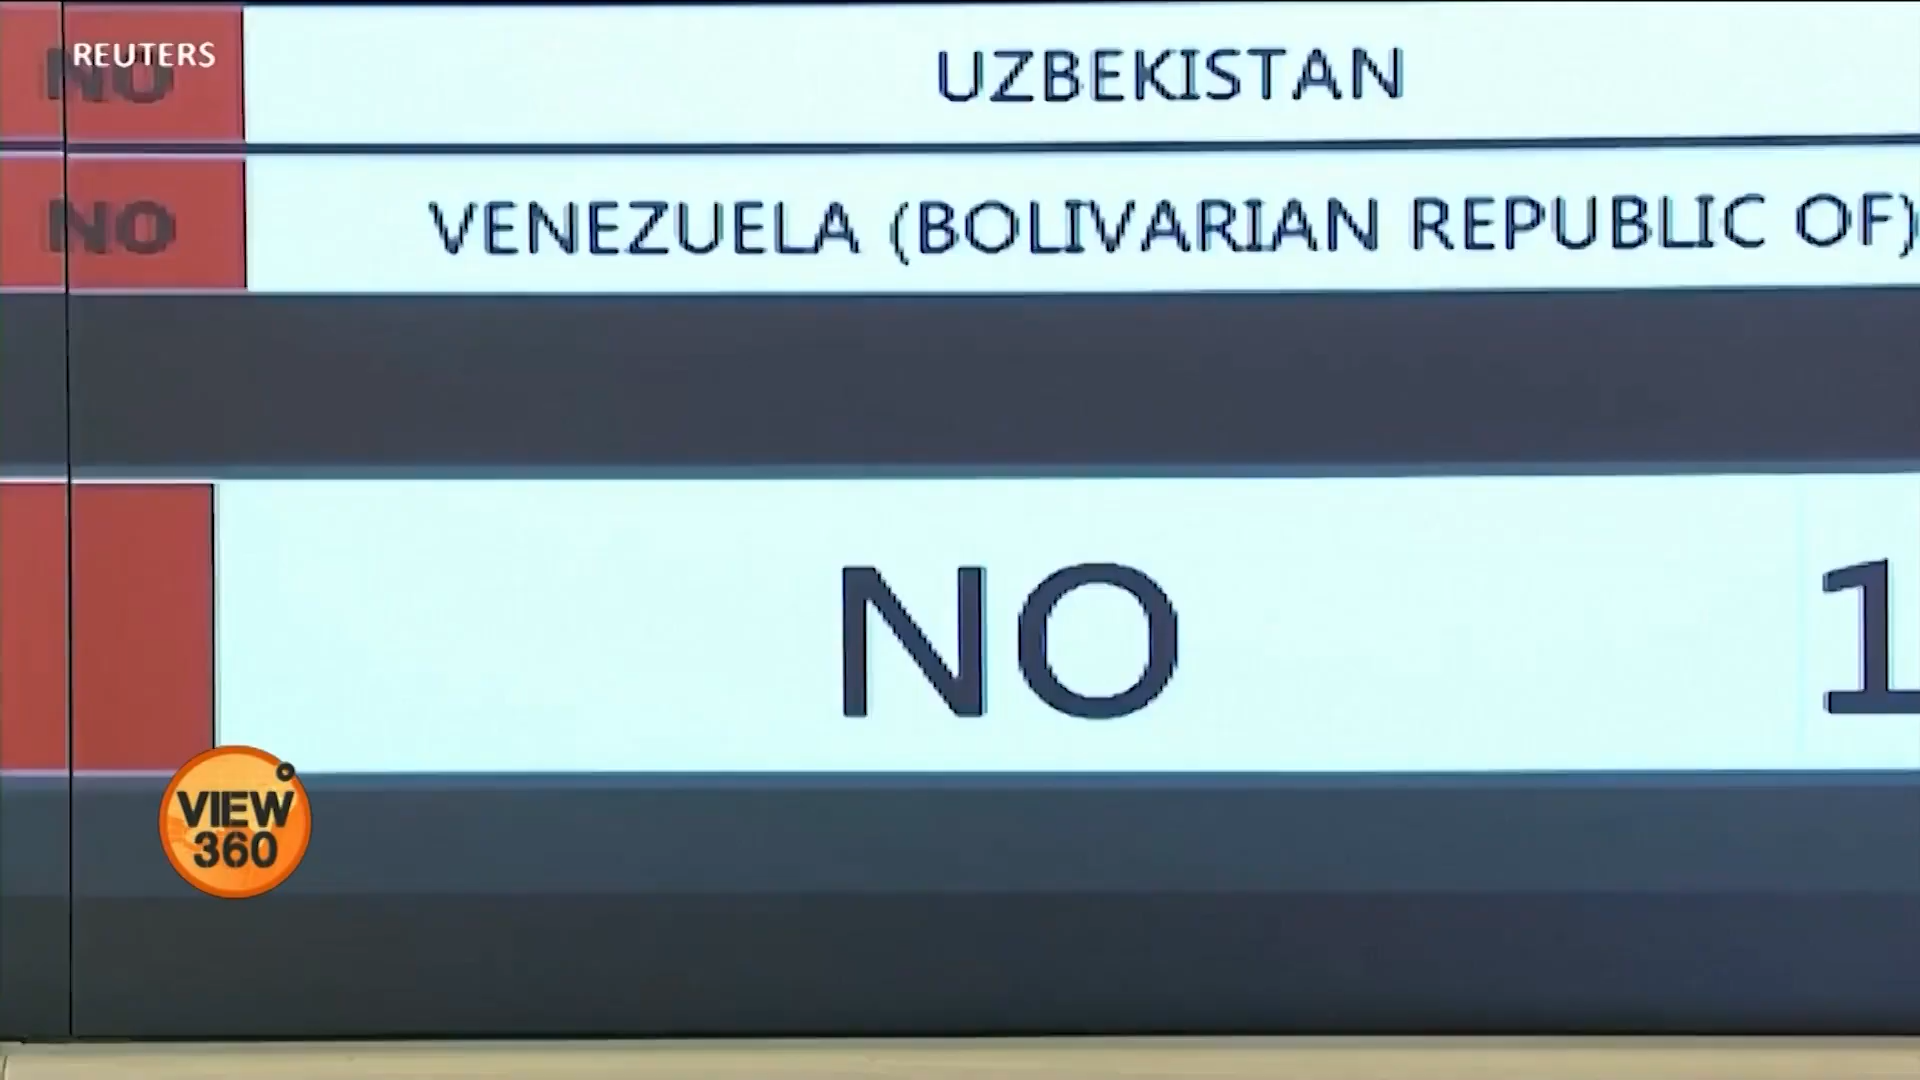 REUTERS
NO UZBEKISTAN
NO VENEZUELA (BOLIVARIAN REPUBLIC OF)
NO 1
VIEW
360